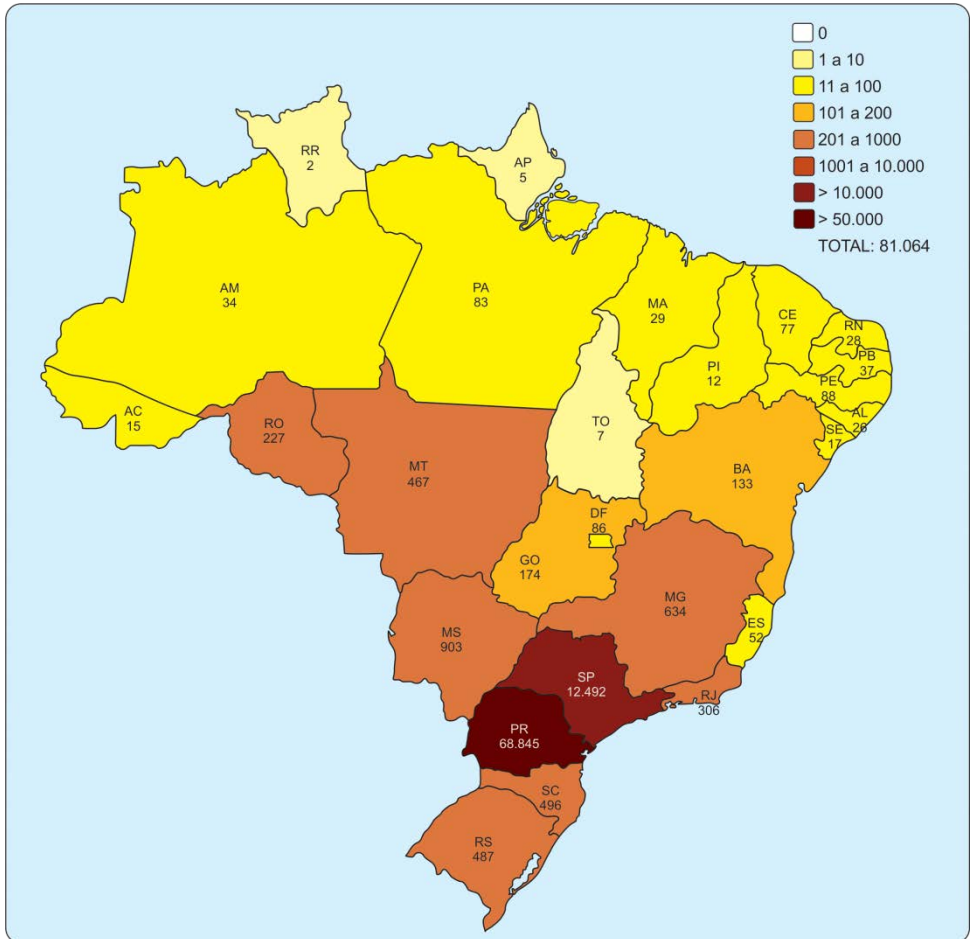 0
1 a 10
11 a 100
101 a 200
201 a 1000
1001 a 10.000
> 10.000
> 50.000
TOTAL: 81.064
RR
2
AP
5
AM
34
PA
83
MA
29
CE
77
RN
28
PB
37
PI
12
PE
88
AL
26
SE
17
AC
15
RO
227
TO
7
MT
467
BA
133
DF
86
GO
174
MG
634
ES
52
MS
903
SP
12.492
RJ
306
PR
68.845
SC
496
RS
487